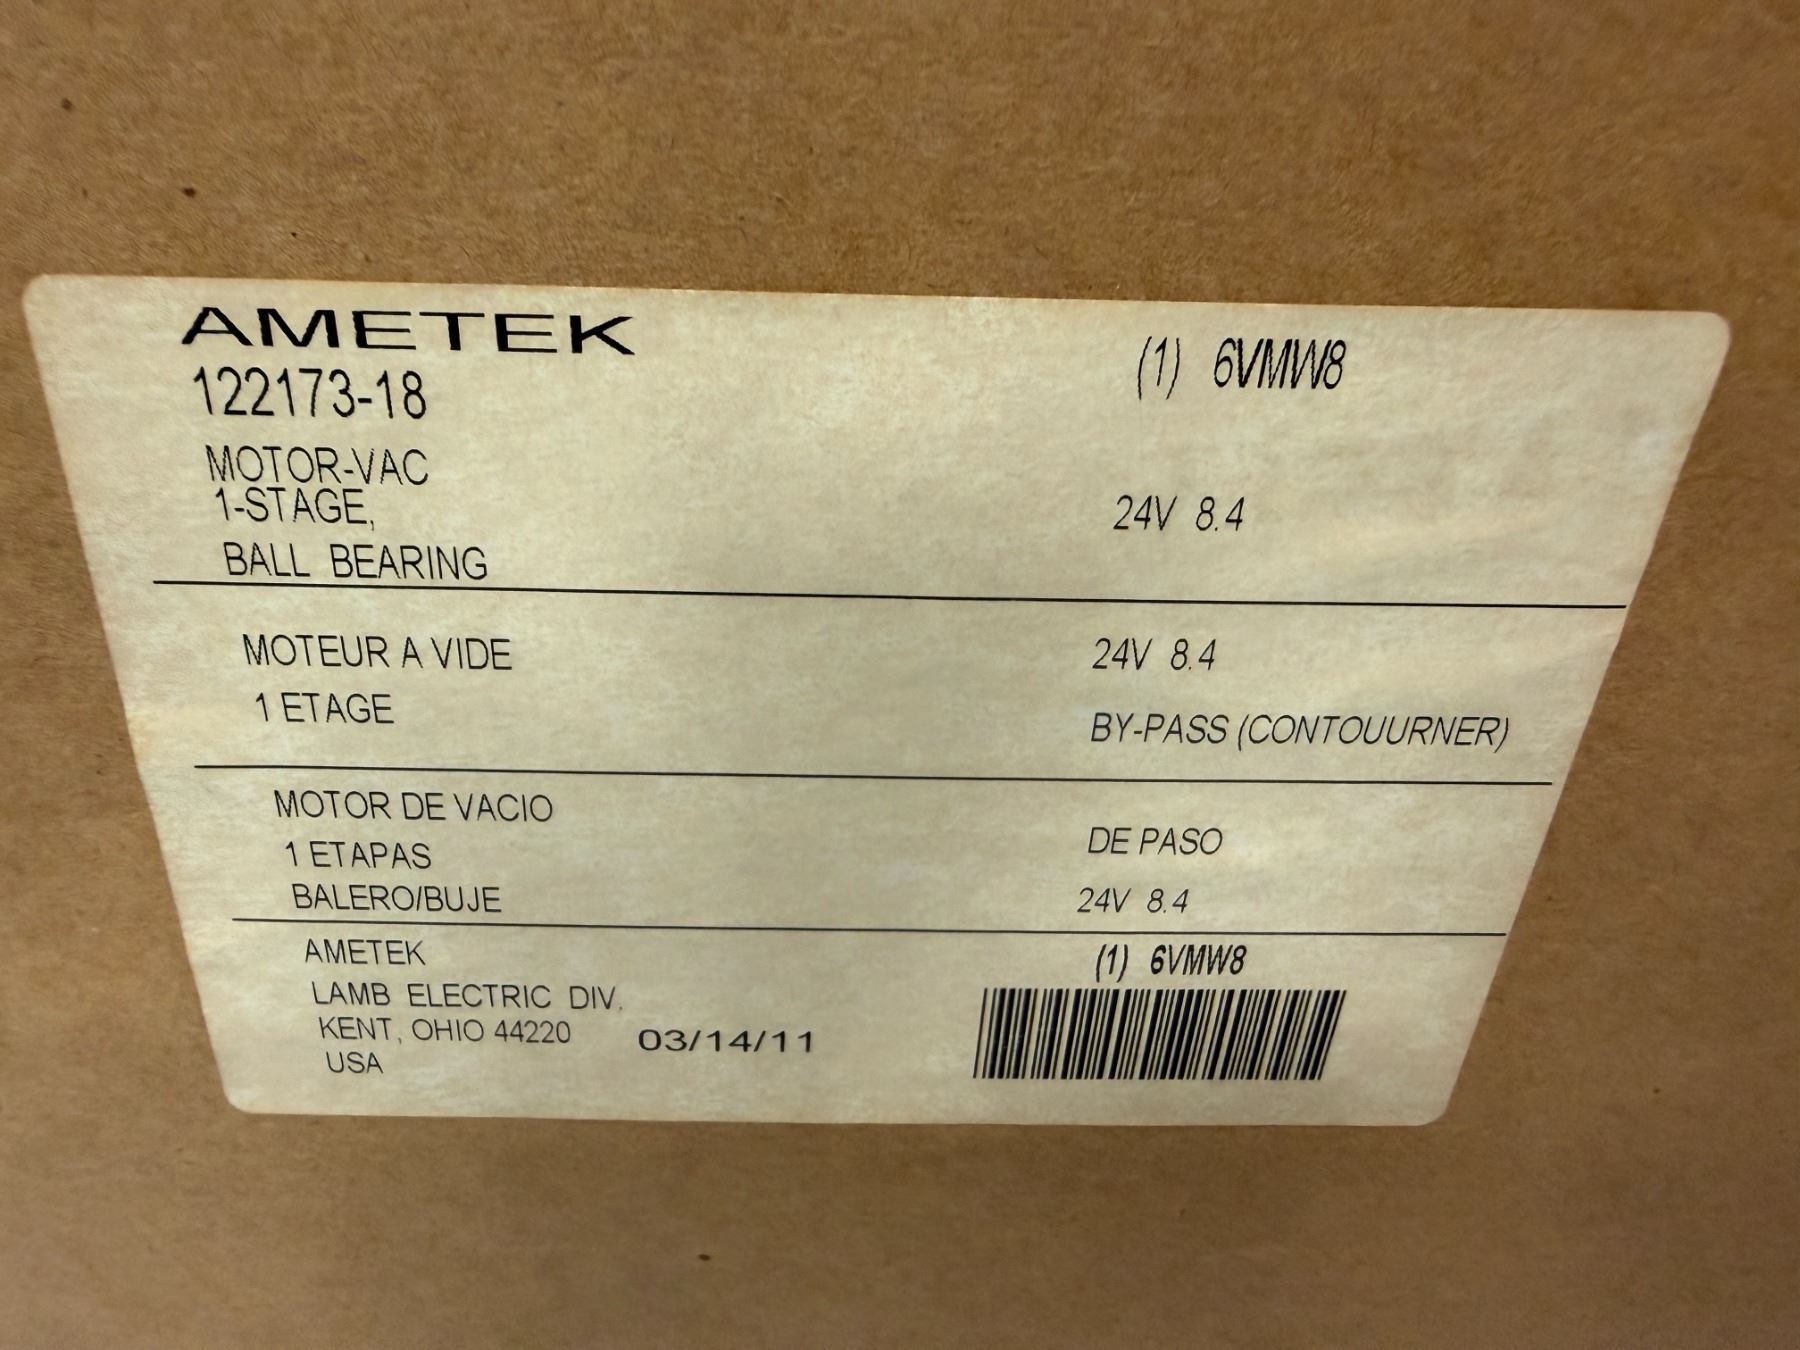 AMETEK
(1) 6VMW8
122173-18
MOTOR-VAC
1-STAGE,
24V 8.4
BALL BEARING
MOTEUR A VIDE
24V 8.4
1 ETAGE
BY-PASS (CONTOUURNER)
MOTOR DE VACIO
DE PASO
1 ETAPAS
BALERO/BUJE
24V 8.4
AMETEK
(1) 6VMW8
LAMB ELECTRIC DIV.
KENT, OHIO 44220
03/14/11
USA